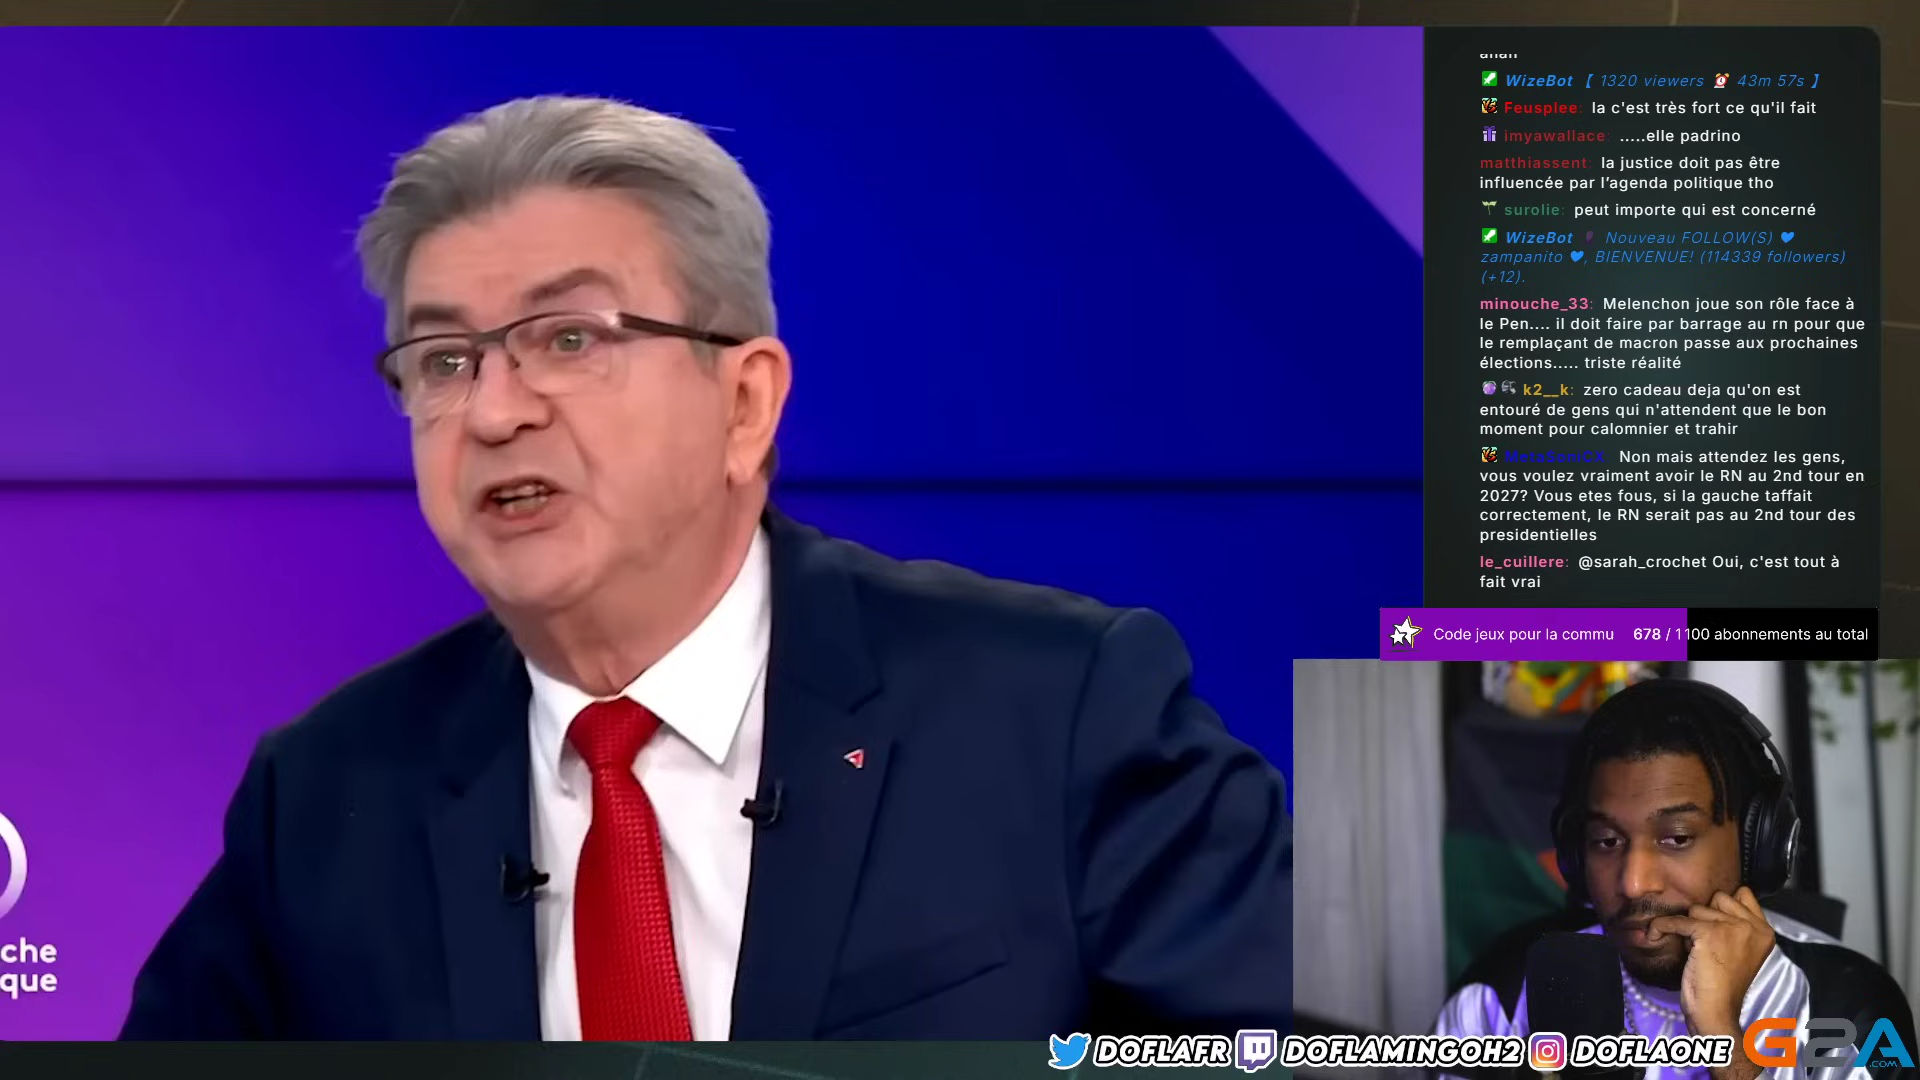 WizeBot 【 1320 viewers ⏰ 43m 57s 】
Feusplee: la c'est très fort ce qu'il fait
imyawallace: .....elle padrino
matthiassent: la justice doit pas être
influencée par l'agenda politique tho
surolie: peut importe qui est concerné
WizeBot Nouveau FOLLOW(S) ♥
zampanito ♥, BIENVENUE! (114339 followers)
(+12).
minouche_33: Melenchon joue son rôle face à
le Pen.... il doit faire par barrage au rn pour que
le remplaçant de macron passe aux prochaines
élections..... triste réalité
k2__k: zero cadeau deja qu'on est
entouré de gens qui n'attendent que le bon
moment pour calomnier et trahir
Non mais attendez les gens,
vous voulez vraiment avoir le RN au 2nd tour en
2027? Vous etes fous, si la gauche taffait
correctement, le RN serait pas au 2nd tour des
presidentielles
le_cuillere: @sarah_crochet Oui, c'est tout à
fait vrai
Code jeux pour la commu 678 / 1100 abonnements au total
che
que
DOFLAFR DOFLAMINGOH2 DOFLAONE
G2A
.COM